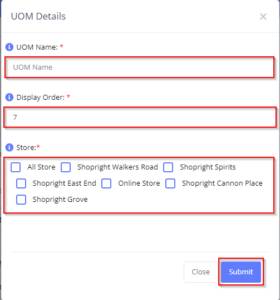 UOM Details
×
UOM Name: *
UOM Name
Display Order: *
7
Store:*
All Store Shopright Walkers Road Shopright Spirits
Shopright East End Online Store Shopright Cannon Place
Shopright Grove
Close Submit